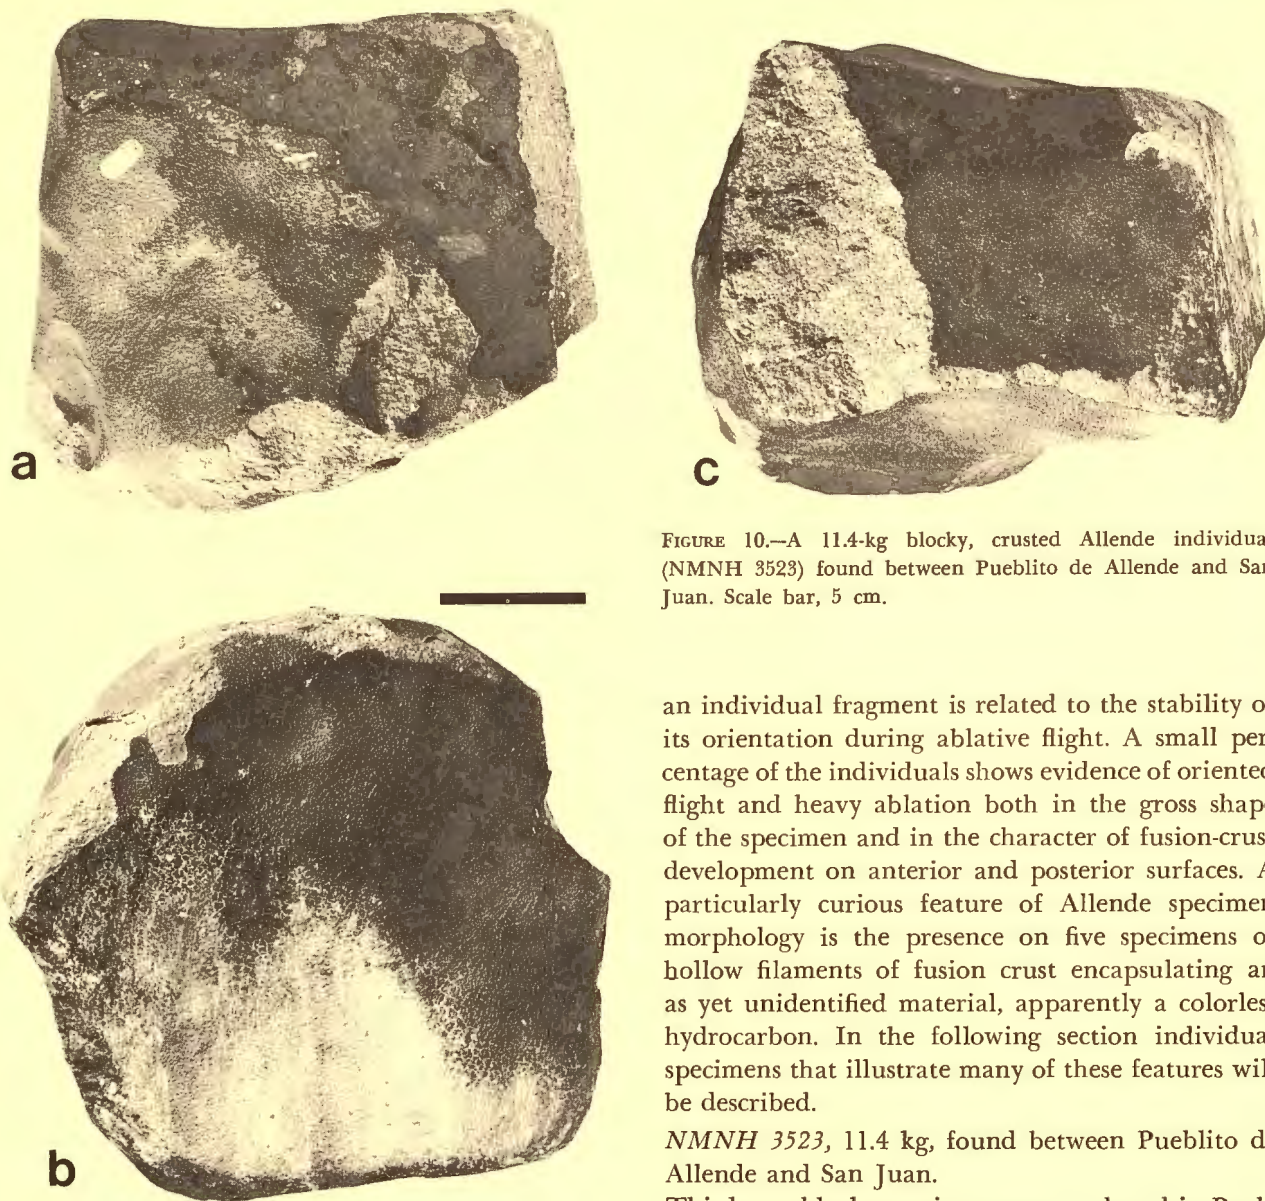 a
c
FIGURE 10.—A 11.4-kg blocky, crusted Allende individua
(NMNH 3523) found between Pueblito de Allende and Sa
Juan. Scale bar, 5 cm.
b
an individual fragment is related to the stability o
its orientation during ablative flight. A small per
centage of the individuals shows evidence of oriente
flight and heavy ablation both in the gross shap
of the specimen and in the character of fusion-crus
development on anterior and posterior surfaces. A
particularly curious feature of Allende specime
morphology is the presence on five specimens o
hollow filaments of fusion crust encapsulating a
as yet unidentified material, apparently a colorles
hydrocarbon. In the following section individua
specimens that illustrate many of these features wil
be described.
NMNH 3523, 11.4 kg, found between Pueblito d
Allende and San Juan.